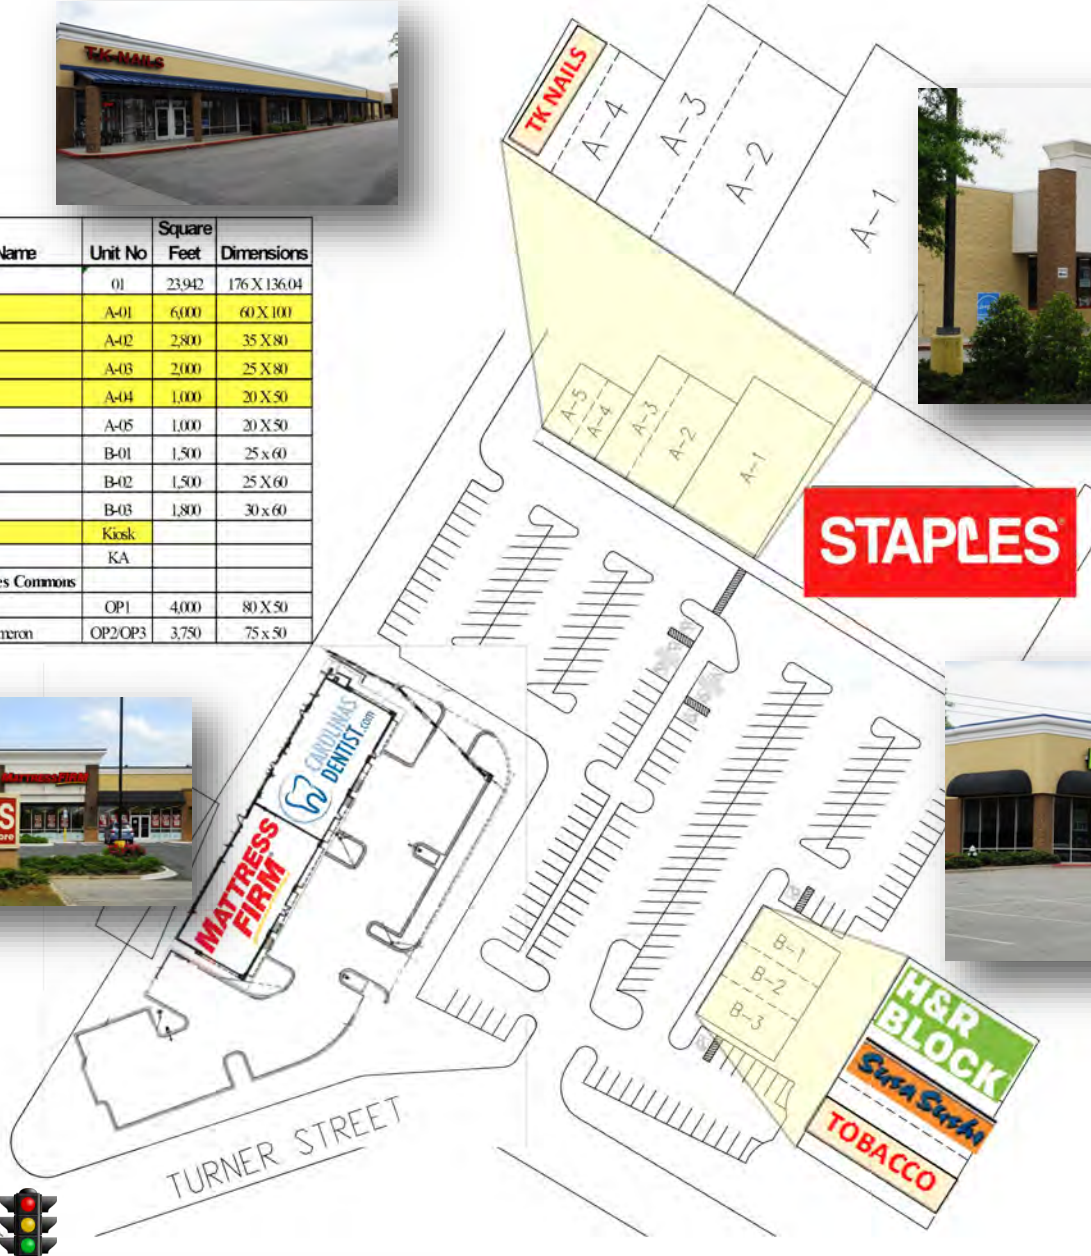 TK NAILS
Name Unit No Square Feet Dimensions
01 23,942 176 X 136.04
A-01 6,000 60 X 100
A-02 2,800 35 X 80
A-03 2,000 25 X 80
A-04 1,000 20 X 50
A-05 1,000 20 X 50
B-01 1,500 25 x 60
B-02 1,500 25 X 60
B-03 1,800 30 x 60
Kiosk
KA
es Commons
OP1 4,000 80 X 50
meron OP2/OP3 3,750 75 x 50
TK NAILS
A-4
A-3
A-2
A-1
A-5
A-4
A-3
A-2
A-1
STAPLES
CAROLINAS
DENTIST.com
MATTRESS
FIRM
MATTRESSFIRM
S
ore
B-1
B-2
B-3
H&R
BLOCK
Susa Sushi
TOBACCO
TURNER STREET